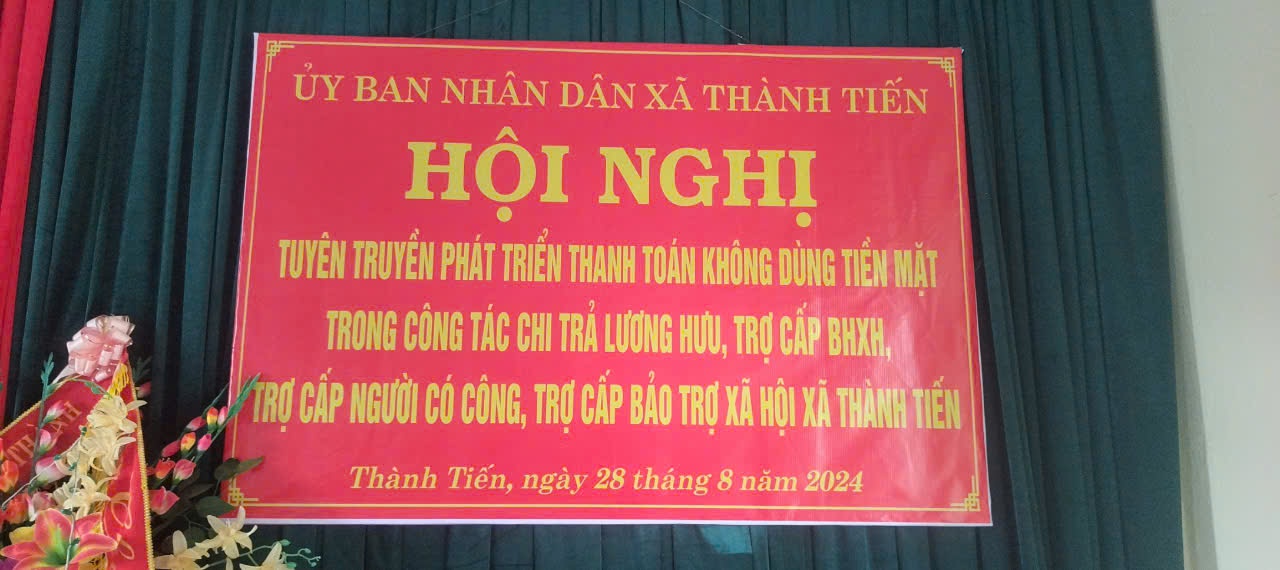 ỦY BAN NHÂN DÂN XÃ THÀNH TIẾN
HỘI NGHỊ
TUYÊN TRUYỀN PHÁT TRIỂN THANH TOÁN KHÔNG DÙNG TIỀN MẶT
TRONG CÔNG TÁC CHI TRẢ LƯƠNG HƯU, TRỢ CẤP BHXH,
TRỢ CẤP NGƯỜI CÓ CÔNG, TRỢ CẤP BẢO TRỢ XÃ HỘI XÃ THÀNH TIẾN
Thành Tiến, ngày 28 tháng 8 năm 2024